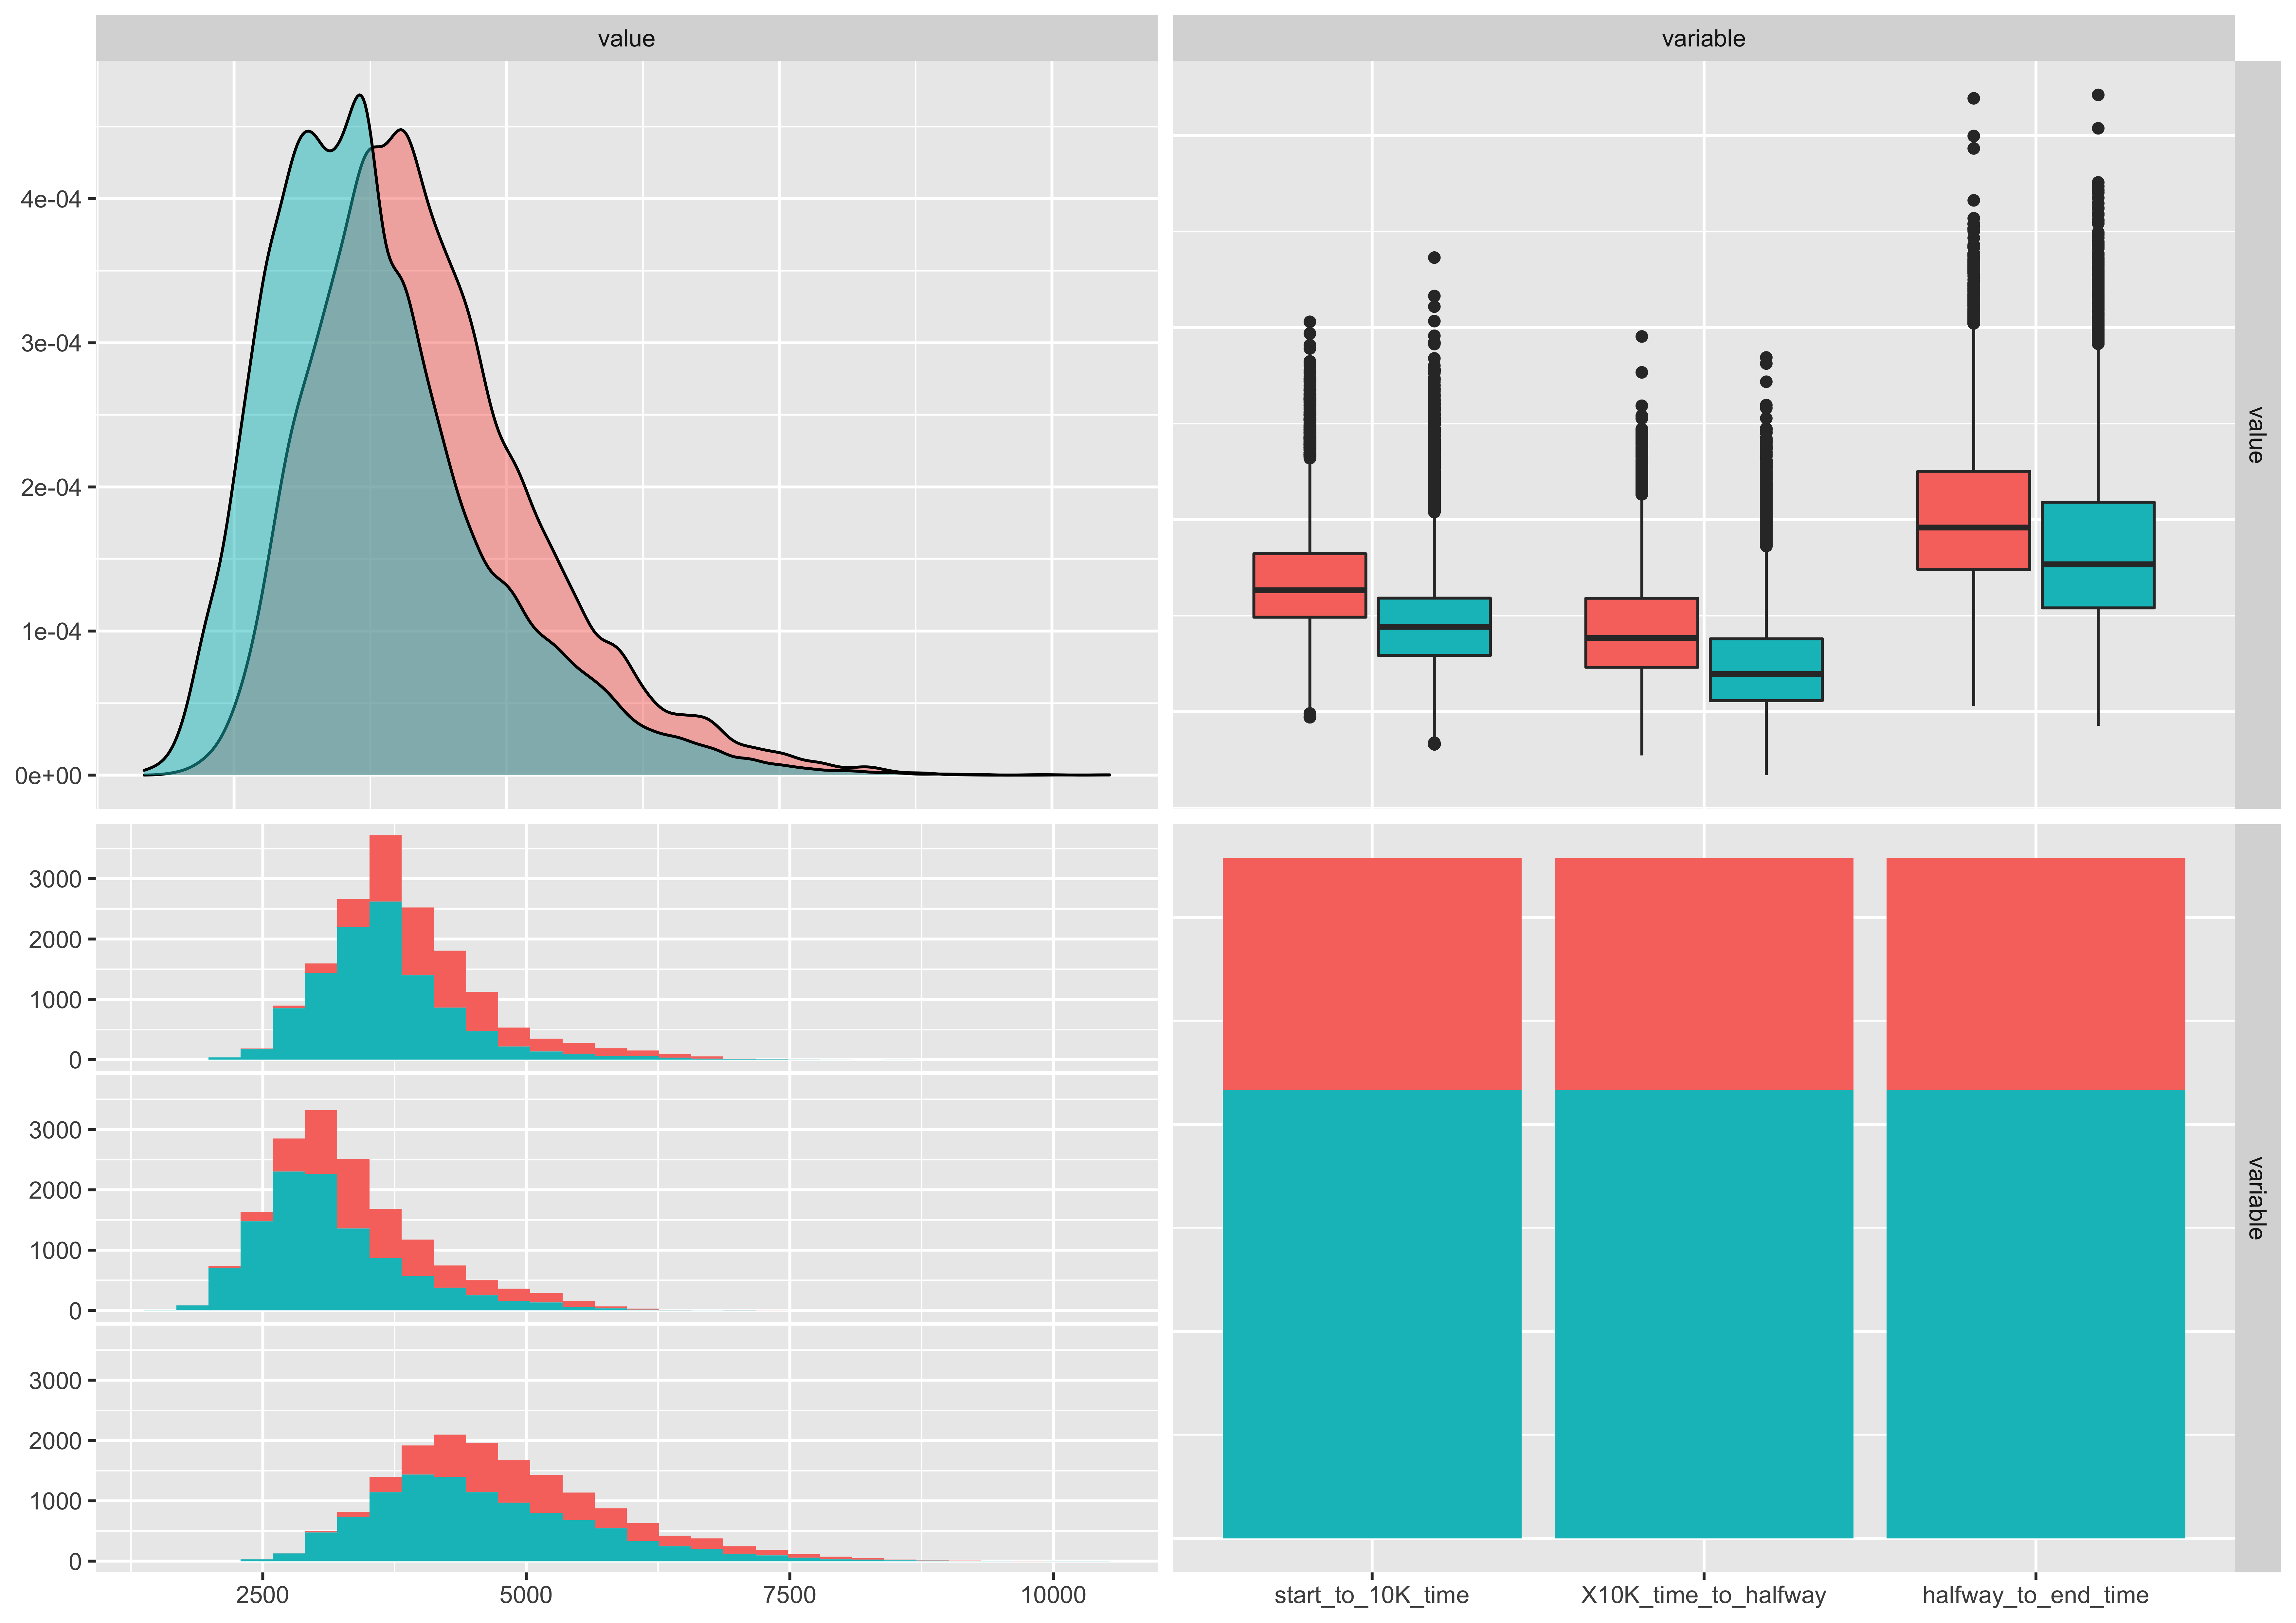 value
variable
4e-04
3e-04
2e-04
1e-04
0e+00
value
3000
2000
1000
0
3000
2000
1000
0
3000
2000
1000
0
variable
2500
5000
7500
10000
start_to_10K_time
X10K_time_to_halfway
halfway_to_end_time